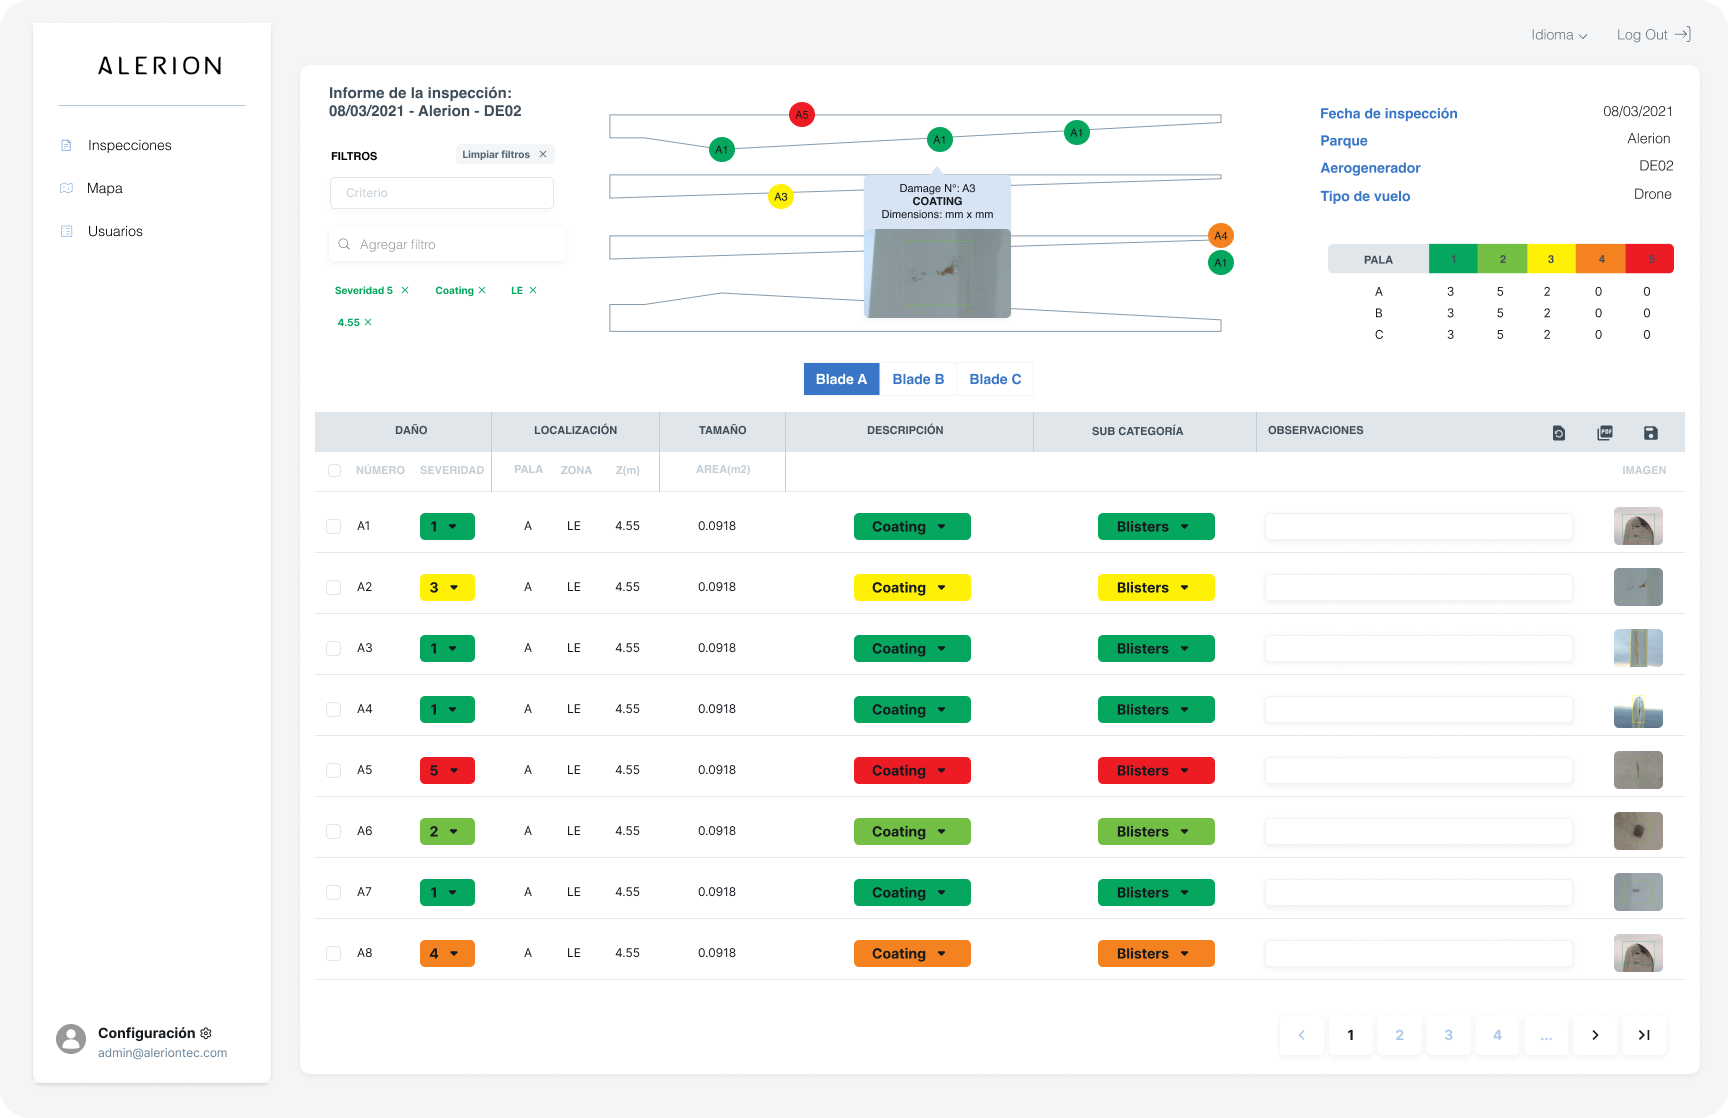 ALERION
Inspecciones
Mapa
Usuarios
Configuración
admin@aleriontec.com
Idioma
Log Out
Informe de la inspección:
08/03/2021 - Alerion - DE02
FILTROS
Limpiar filtros
Criterio
Agregar filtro
Severidad 5
Coating
LE
4.55
A5
A1
A1
A1
A3
A4
A1
Damage N°: A3
COATING
Dimensions: mm x mm
Fecha de inspección 08/03/2021
Parque Alerion
Aerogenerador DE02
Tipo de vuelo Drone
PALA 1 2 3 4 5
A 3 5 2 0 0
B 3 5 2 0 0
C 3 5 2 0 0
Blade A Blade B Blade C
DAÑO LOCALIZACIÓN TAMAÑO DESCRIPCIÓN SUB CATEGORÍA OBSERVACIONES PDF
NÚMERO SEVERIDAD PALA ZONA Z(m) AREA(m2) IMAGEN
A1 1 A LE 4.55 0.0918 Coating Blisters
A2 3 A LE 4.55 0.0918 Coating Blisters
A3 1 A LE 4.55 0.0918 Coating Blisters
A4 1 A LE 4.55 0.0918 Coating Blisters
A5 5 A LE 4.55 0.0918 Coating Blisters
A6 2 A LE 4.55 0.0918 Coating Blisters
A7 1 A LE 4.55 0.0918 Coating Blisters
A8 4 A LE 4.55 0.0918 Coating Blisters
1 2 3 4 ...